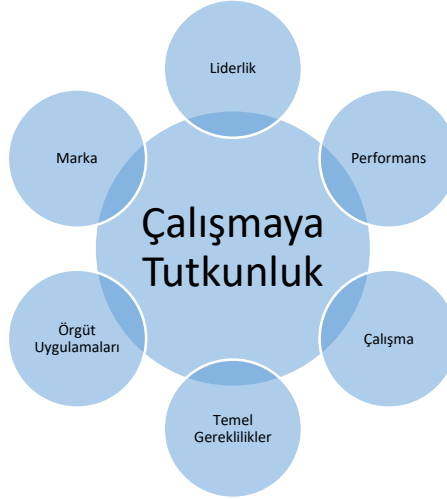 Liderlik
Marka
Performans
Çalışmaya
Tutkunluk
Örgüt
Uygulamaları
Çalışma
Temel
Gereklilikler